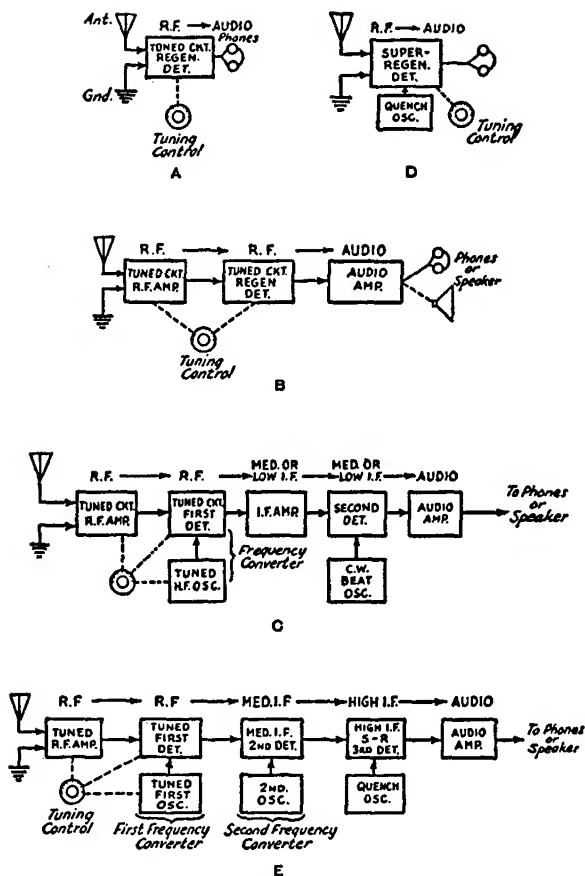 Ant.
R.F. AUDIO
Phones
TUNED CKT.
REGEN.
DET.
Gnd.
Tuning
Control
A
R.F. AUDIO
SUPER-
REGEN.
DET.
QUENCH
OSC.
Tuning
Control
D
R.F. R.F. AUDIO
TUNED CKT.
R.F. AMP.
TUNED CKT.
REGEN
DET.
AUDIO
AMP.
Phones
or
Speaker
Tuning
Control
B
R.F. R.F. MED. OR LOW I.F. MED. OR LOW I.F. AUDIO
TUNED CKT.
R.F. AMP.
TUNED CKT.
FIRST
DET.
I.F. AMP.
SECOND
DET.
AUDIO
AMP.
To Phones
or
Speaker
TUNED
H.F. OSC.
Frequency
Converter
C.W.
BEAT
OSC.
C
R.F R.F MED. I.F HIGH I.F. AUDIO
TUNED
R.F. AMP.
TUNED
FIRST
DET.
MED. I.F.
2ND DET.
HIGH I.F.
S-R
3RD DET.
AUDIO
AMP.
To Phones
or
Speaker
TUNED
FIRST
OSC.
2ND.
OSC.
QUENCH
OSC.
Tuning
Control
First Frequency
Converter
Second Frequency
Converter
E